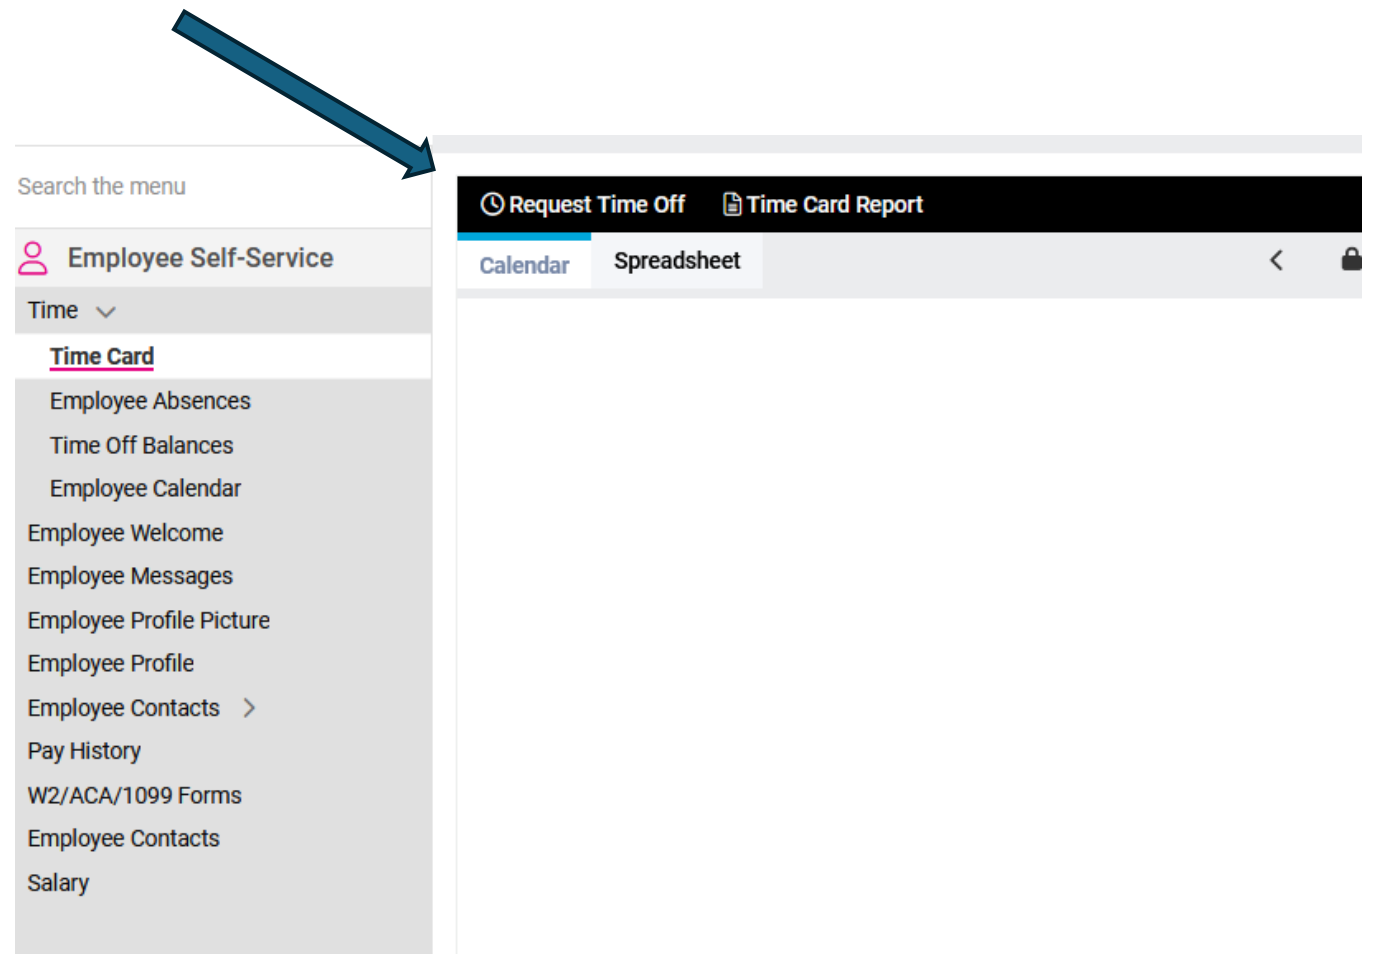 Search the menu
Request Time Off Time Card Report
Employee Self-Service
Calendar Spreadsheet
Time
Time Card
Employee Absences
Time Off Balances
Employee Calendar
Employee Welcome
Employee Messages
Employee Profile Picture
Employee Profile
Employee Contacts
Pay History
W2/ACA/1099 Forms
Employee Contacts
Salary